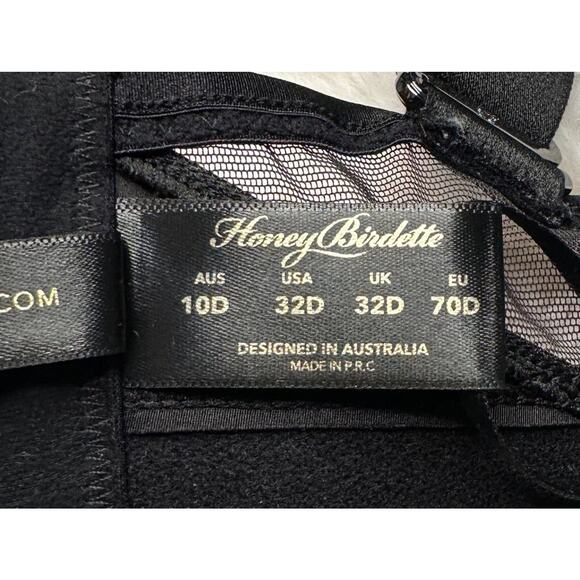 Honey Birdette
AUS USA UK EU
10D 32D 32D 70D
DESIGNED IN AUSTRALIA
MADE IN P.R.C
.COM